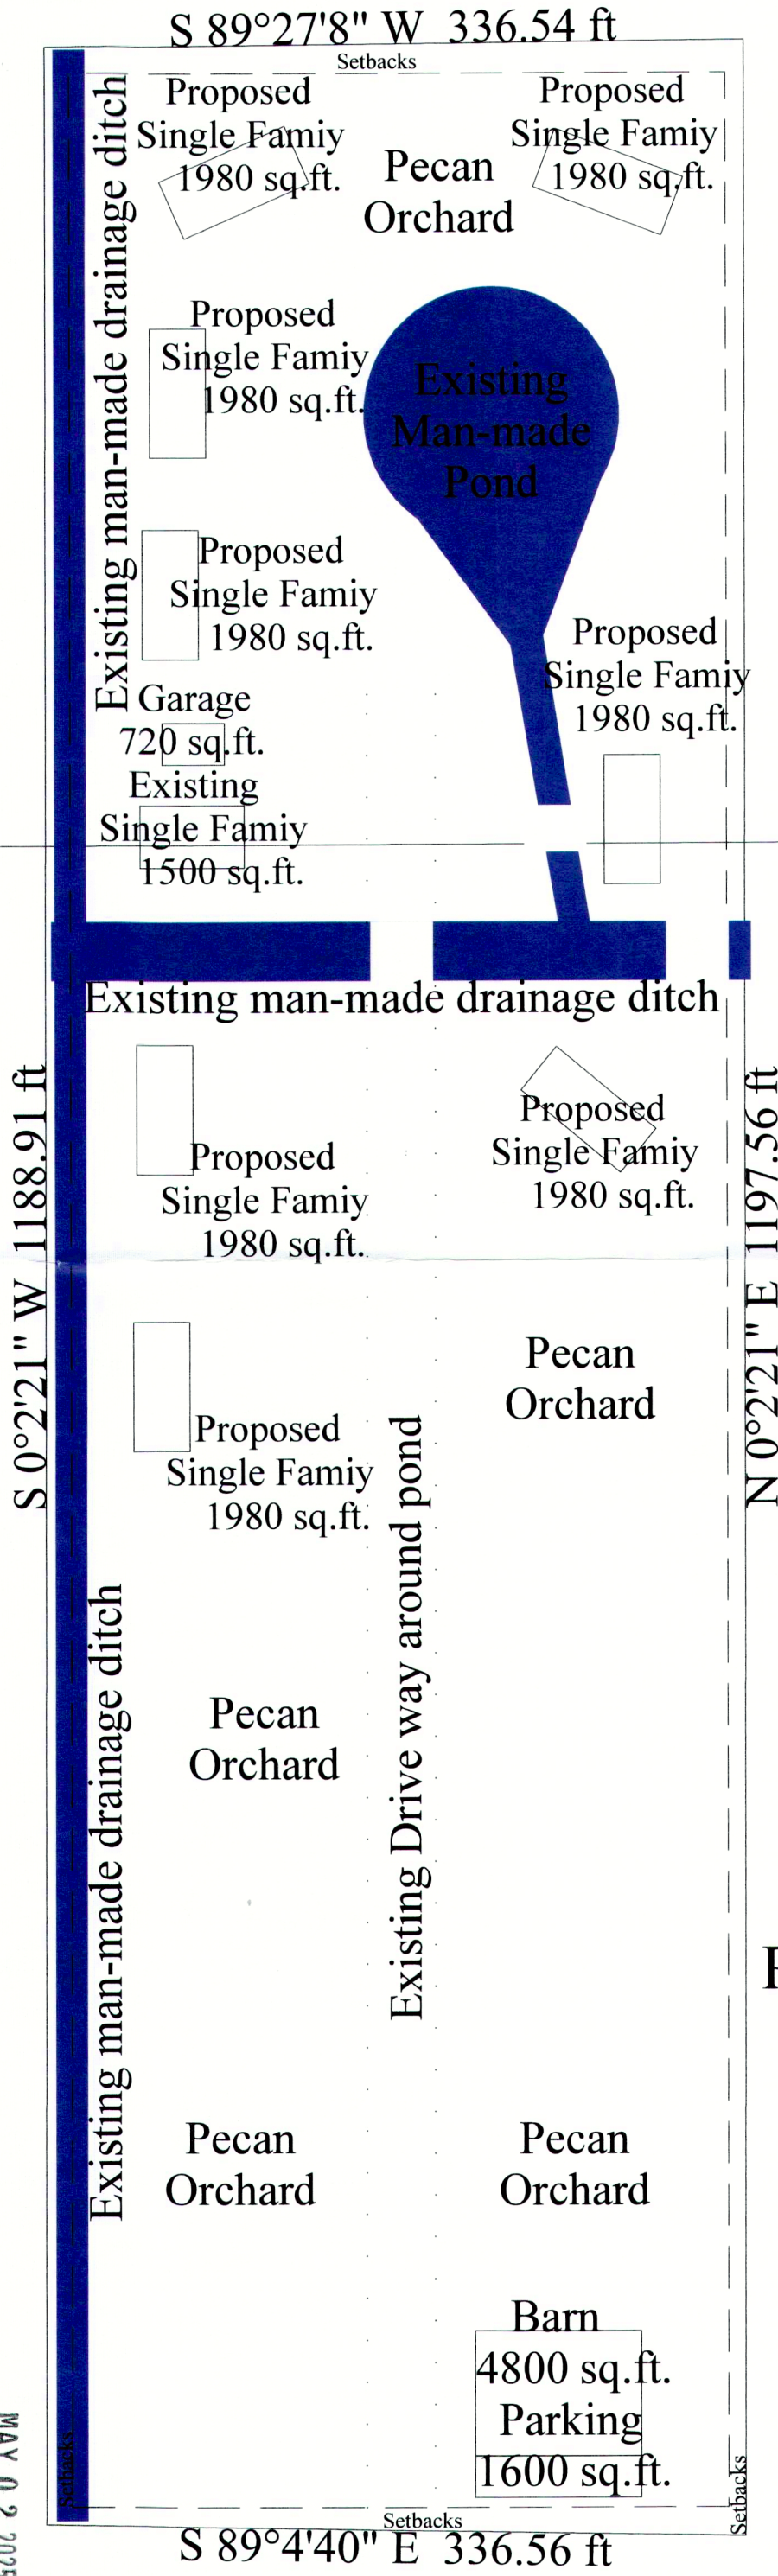 S 89°27'8" W 336.54 ft
Setbacks
Proposed
Single Famiy
1980 sq.ft.
Pecan
Orchard
Proposed
Single Famiy
1980 sq.ft.
Existing man-made drainage ditch
Proposed
Single Famiy
1980 sq.ft.
Existing
Man-made
Pond
Proposed
Single Famiy
1980 sq.ft.
Proposed
Single Famiy
1980 sq.ft.
Garage
720 sq.ft.
Existing
Single Famiy
1500 sq.ft.
Existing man-made drainage ditch
S 0°2'21" W 1188.91 ft
N 0°2'21" E 1197.56 ft
Proposed
Single Famiy
1980 sq.ft.
Proposed
Single Famiy
1980 sq.ft.
Pecan
Orchard
Proposed
Single Famiy
1980 sq.ft.
Existing Drive way around pond
Existing man-made drainage ditch
Pecan
Orchard
Pecan
Orchard
Pecan
Orchard
Barn
4800 sq.ft.
Parking
1600 sq.ft.
Setbacks
Setbacks
Setbacks
MAY 02 2025
S 89°4'40" E 336.56 ft